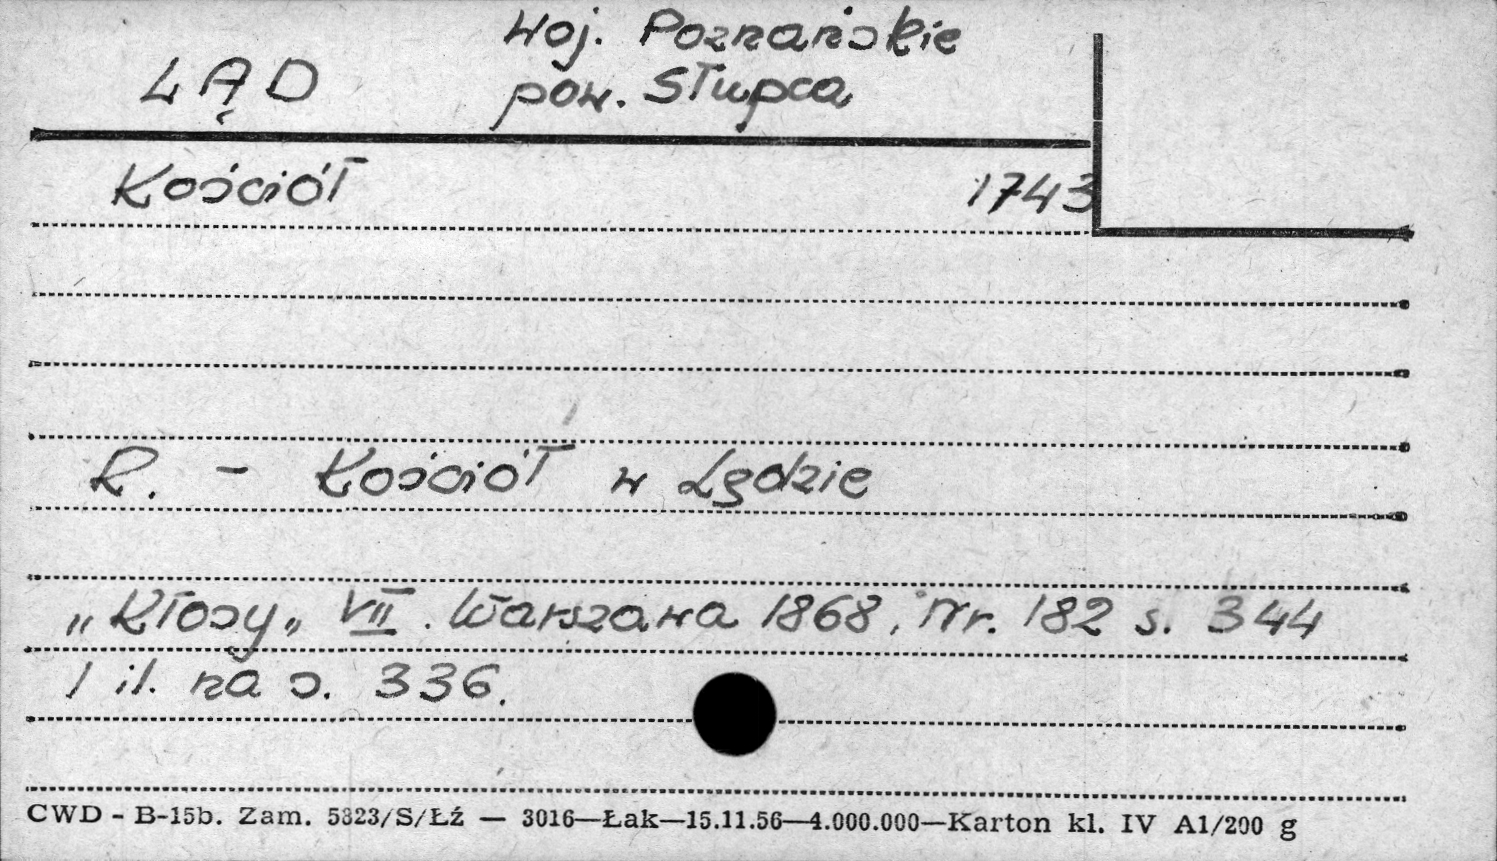 woj. Poznańskie
LĄD pow. Słupca
Kościół 1743
R. - Kościół w Lądzie
„Kłosy„ VII. Warszawa 1868, Nr. 182 s. 344
1 il. na s. 336.
CWD - B-15b. Zam. 5823/S/Łź — 3016—Łak—15.11.56—4.000.000—Karton kl. IV A1/200 g